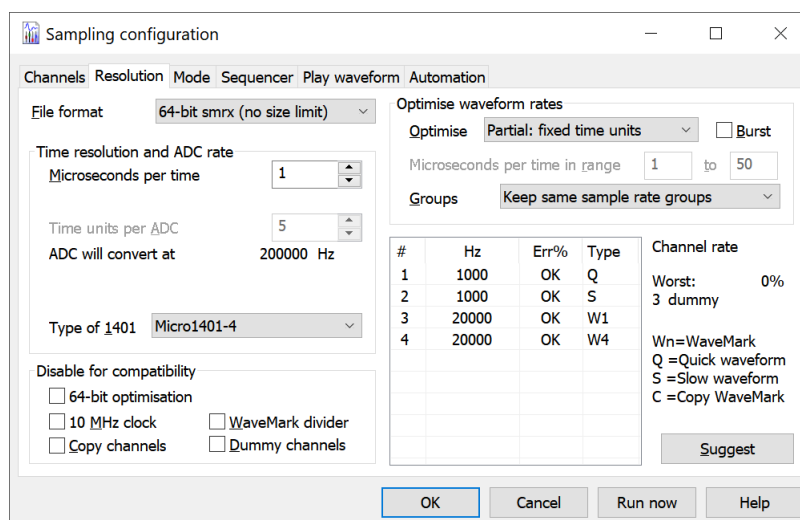 Sampling configuration
Channels Resolution Mode Sequencer Play waveform Automation
File format 64-bit smrx (no size limit)
Time resolution and ADC rate
Microseconds per time 1
Time units per ADC 5
ADC will convert at 200000 Hz
Type of 1401 Micro1401-4
Disable for compatibility
64-bit optimisation
10 MHz clock WaveMark divider
Copy channels Dummy channels
Optimise waveform rates
Optimise Partial: fixed time units Burst
Microseconds per time in range 1 to 50
Groups Keep same sample rate groups
# Hz Err% Type
1 1000 OK Q
2 1000 OK S
3 20000 OK W1
4 20000 OK W4
Channel rate
Worst: 0%
3 dummy
Wn=WaveMark
Q =Quick waveform
S =Slow waveform
C =Copy WaveMark
Suggest
OK Cancel Run now Help